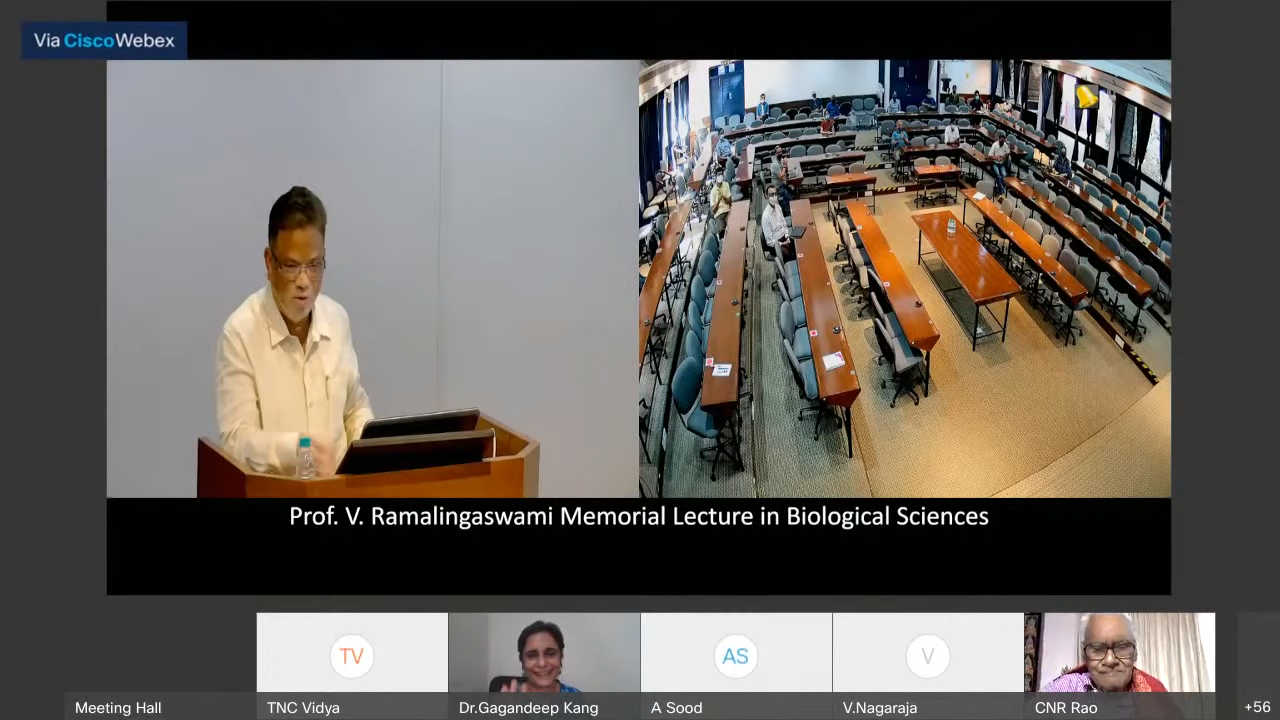 Via CiscoWebex
Prof. V. Ramalingaswami Memorial Lecture in Biological Sciences
TV
AS
V
Meeting Hall
TNC Vidya
Dr.Gagandeep Kang
A Sood
V.Nagaraja
CNR Rao
+56